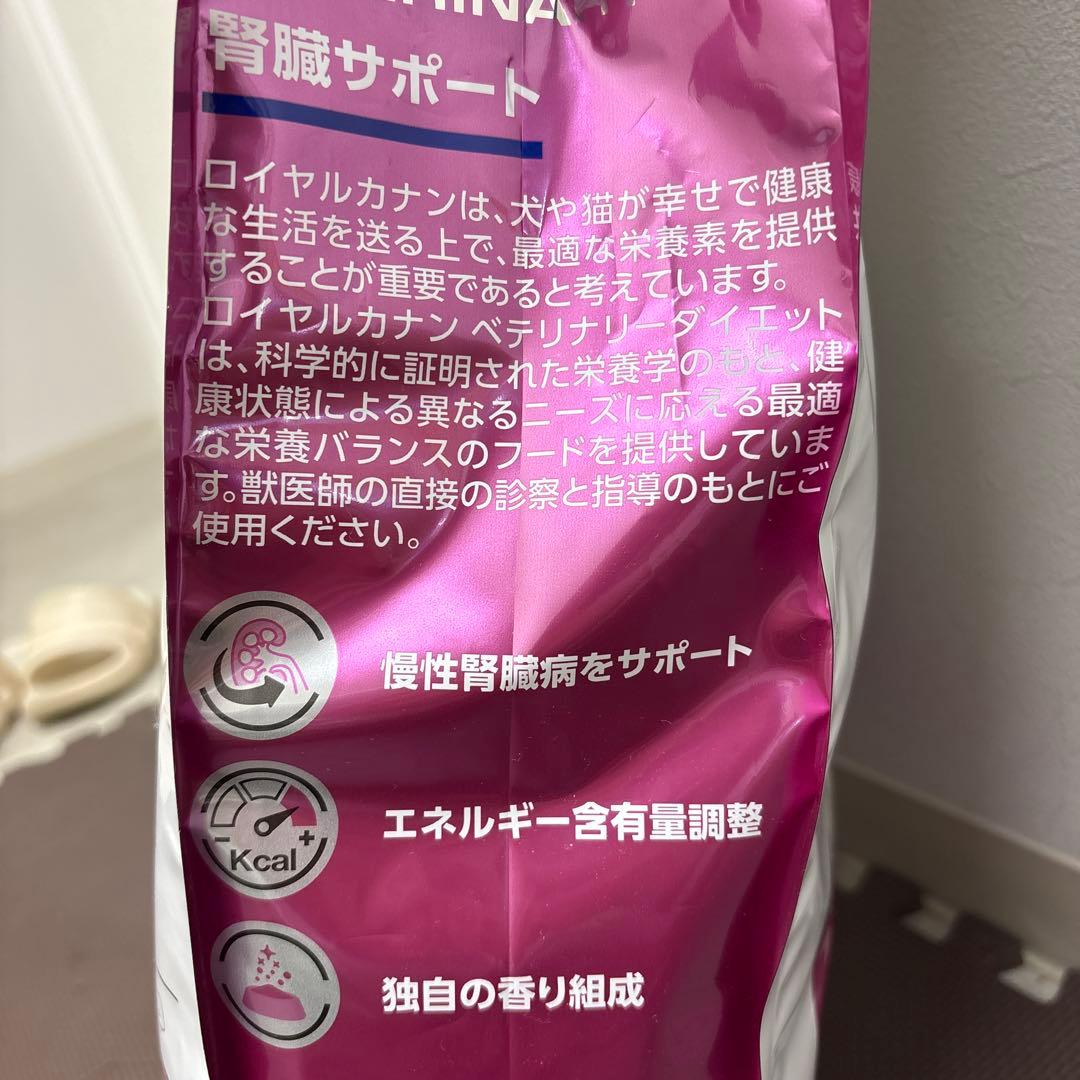 腎臓サポート
ロイヤルカナンは、犬や猫が幸せで健康
な生活を送る上で、最適な栄養素を提供
することが重要であると考えています。
ロイヤルカナン ベテリナリーダイエット
は、科学的に証明された栄養学のもと、健
康状態による異なるニーズに応える最適
な栄養バランスのフードを提供していま
す。獣医師の直接の診察と指導のもとにご
使用ください。
慢性腎臓病をサポート
- +
Kcal
エネルギー含有量調整
独自の香り組成